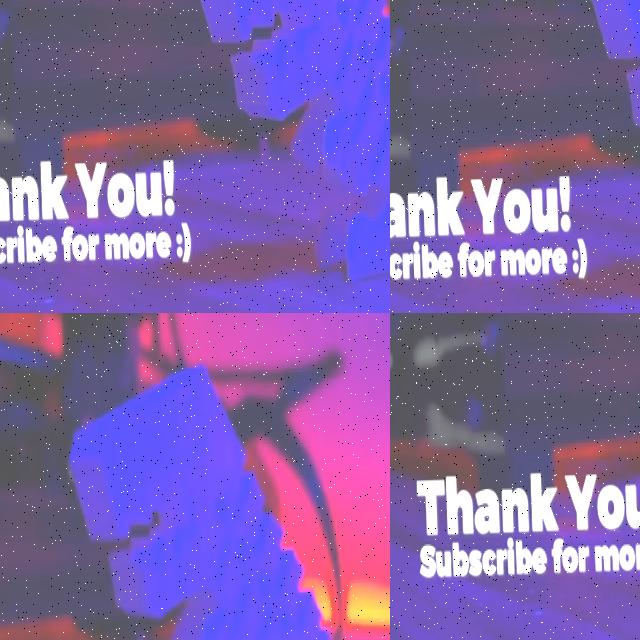 ank You!
cribe for more :)
ank You!
cribe for more :)
Thank You
Subscribe for mor